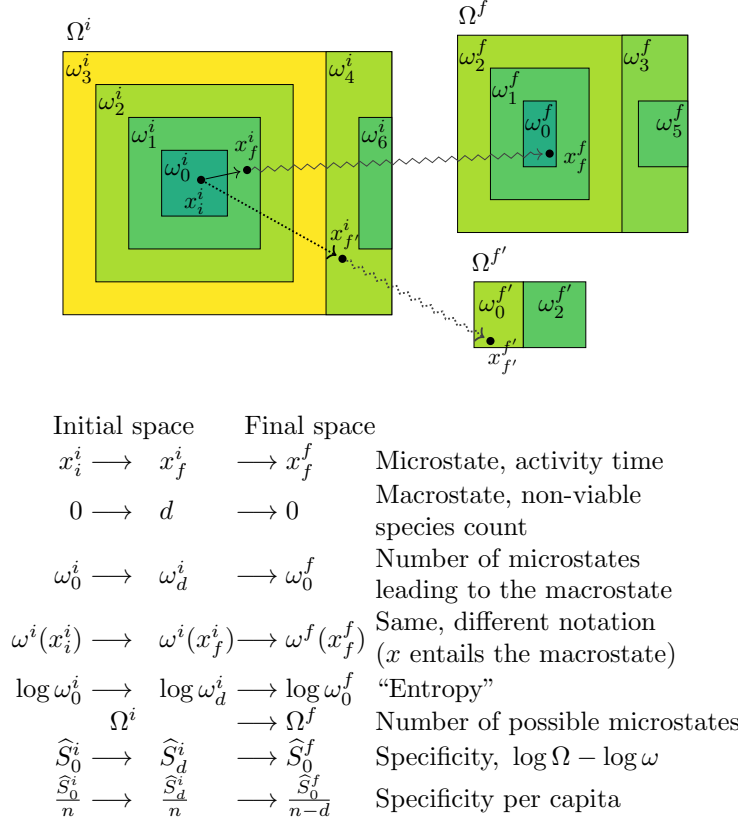 Ω^i
Ω^f
ω_3^i
ω_4^i
ω_2^f
ω_3^f
ω_2^i
ω_1^f
ω_1^i
ω_6^i
ω_0^f
ω_5^f
ω_0^i
x_f^i
x_f^f
x_i^i
x_{f'}^i
Ω^{f'}
ω_0^{f'}
ω_2^{f'}
x_{f'}^{f'}
Initial space Final space
x_i^i ⟶ x_f^i ⟶ x_f^f Microstate, activity time
0 ⟶ d ⟶ 0 Macrostate, non-viable
species count
ω_0^i ⟶ ω_d^i ⟶ ω_0^f Number of microstates
leading to the macrostate
ω^i(x_i^i) ⟶ ω^i(x_f^i) ⟶ ω^f(x_f^f) Same, different notation
(x entails the macrostate)
log ω_0^i ⟶ log ω_d^i ⟶ log ω_0^f “Entropy”
Ω^i ⟶ Ω^f Number of possible microstates
Ŝ_0^i ⟶ Ŝ_d^i ⟶ Ŝ_0^f Specificity, log Ω − log ω
Ŝ_0^i/n ⟶ Ŝ_d^i/n ⟶ Ŝ_0^f/n−d Specificity per capita